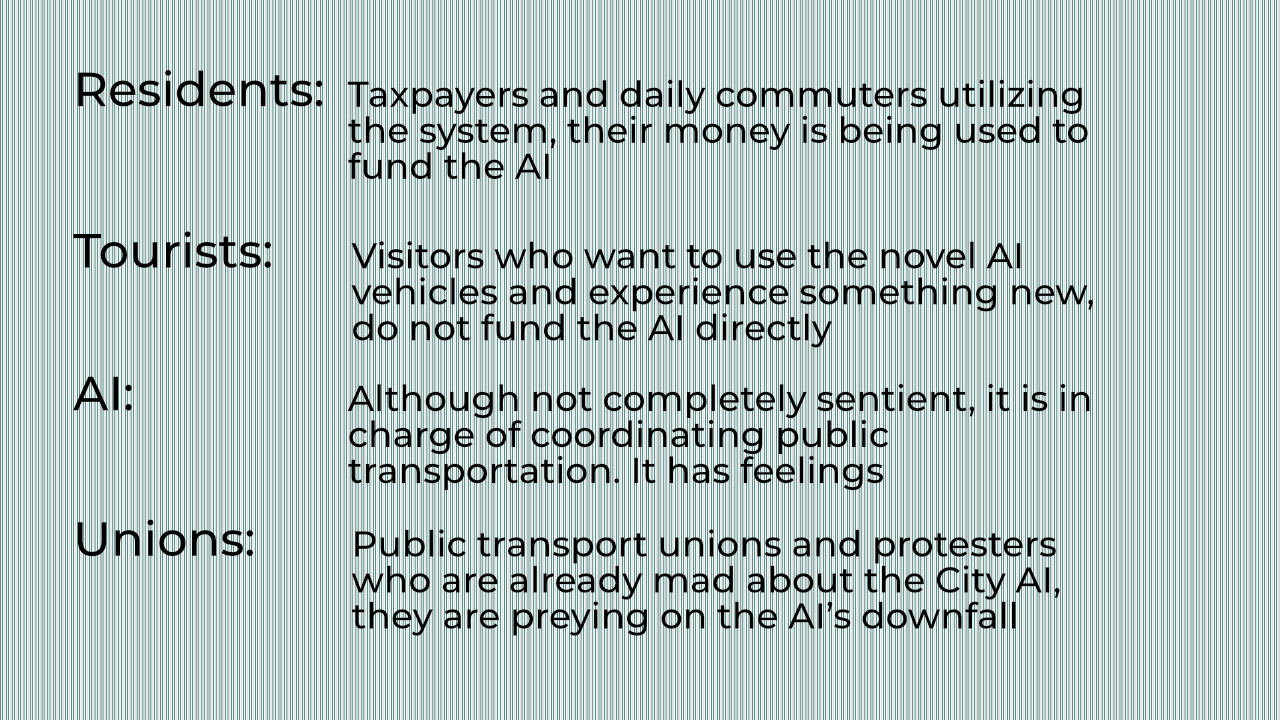 Residents: Taxpayers and daily commuters utilizing
the system, their money is being used to
fund the AI
Tourists: Visitors who want to use the novel AI
vehicles and experience something new,
do not fund the AI directly
AI: Although not completely sentient, it is in
charge of coordinating public
transportation. It has feelings
Unions: Public transport unions and protesters
who are already mad about the City AI,
they are preying on the AI’s downfall